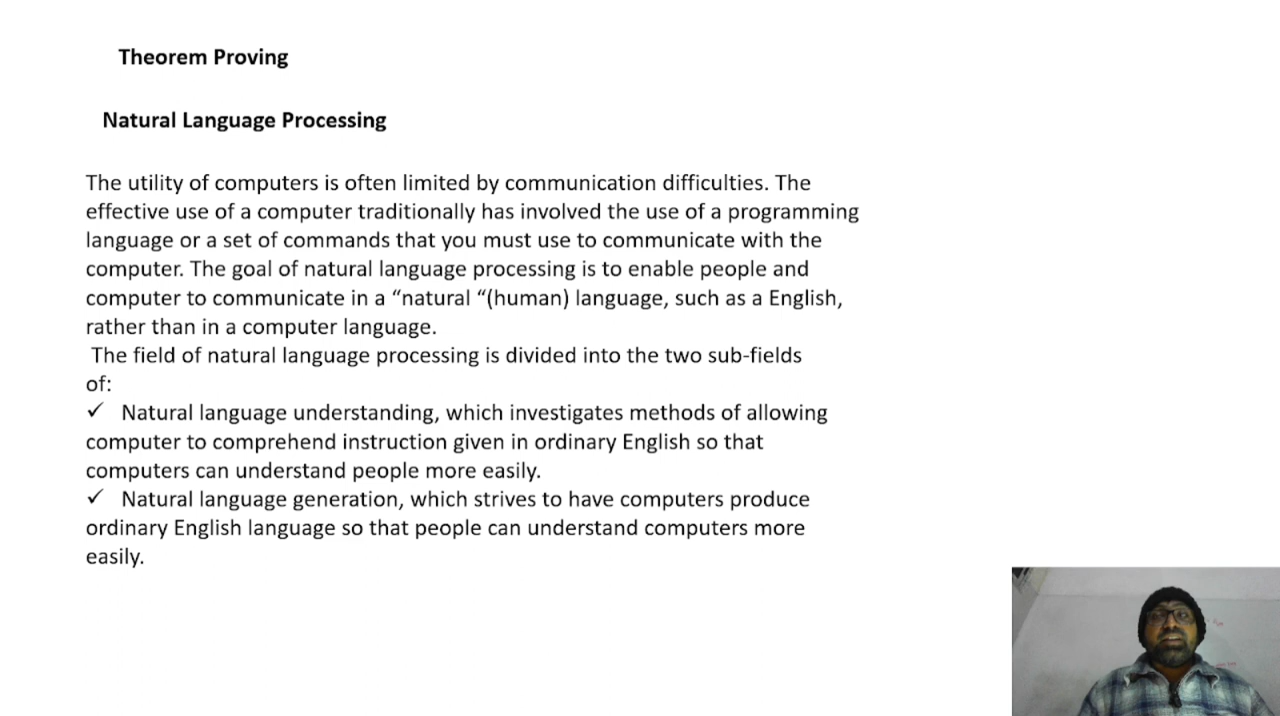 Theorem Proving
Natural Language Processing
The utility of computers is often limited by communication difficulties. The
effective use of a computer traditionally has involved the use of a programming
language or a set of commands that you must use to communicate with the
computer. The goal of natural language processing is to enable people and
computer to communicate in a “natural “(human) language, such as a English,
rather than in a computer language.
The field of natural language processing is divided into the two sub-fields
of:
✓ Natural language understanding, which investigates methods of allowing
computer to comprehend instruction given in ordinary English so that
computers can understand people more easily.
✓ Natural language generation, which strives to have computers produce
ordinary English language so that people can understand computers more
easily.